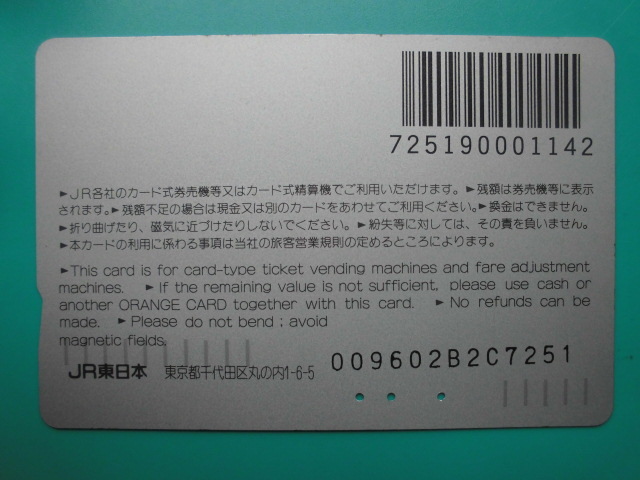 725190001142
►JR各社のカード式券売機等又はカード式精算機でご利用いただけます。►残額は券売機等に表示
されます。►残額不足の場合は現金又は別のカードをあわせてご利用ください。►換金はできません。
►折り曲げたり、磁気に近づけたりしないでください。►紛失等に対しては、その責を負いません。
►本カードの利用に係わる事項は当社の旅客営業規則の定めるところによります。
►This card is for card-type ticket vending machines and fare adjustment
machines. ►If the remaining value is not sufficient, please use cash or
another ORANGE CARD together with this card. ►No refunds can be
made. ►Please do not bend ; avoid
magnetic fields.
JR東日本 東京都千代田区丸の内1-6-5
009602B2C7251